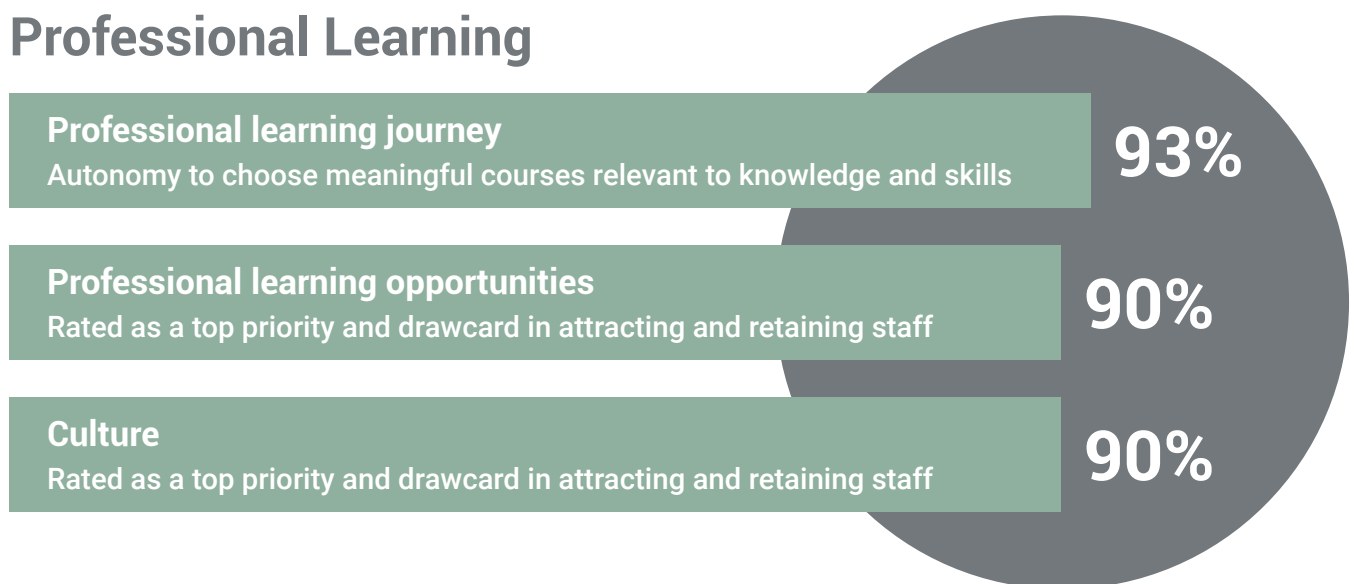 Professional Learning
Professional learning journey
Autonomy to choose meaningful courses relevant to knowledge and skills
93%
Professional learning opportunities
Rated as a top priority and drawcard in attracting and retaining staff
90%
Culture
Rated as a top priority and drawcard in attracting and retaining staff
90%